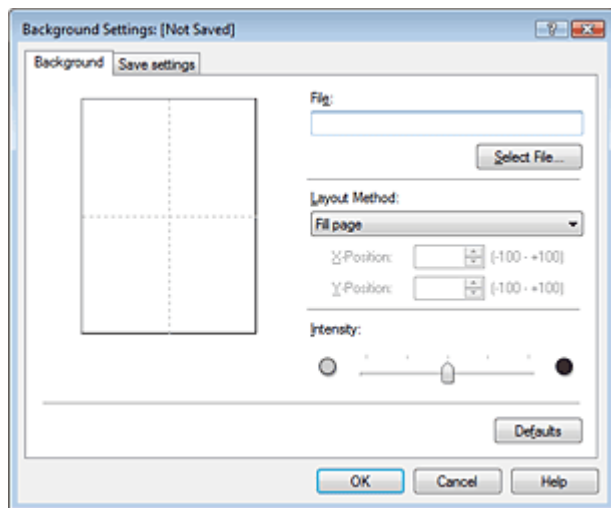 Background Settings: [Not Saved]
Background Save settings
File:
Select File...
Layout Method:
Fill page
X-Position: (-100 - +100)
Y-Position: (-100 - +100)
Intensity:
Defaults
OK Cancel Help